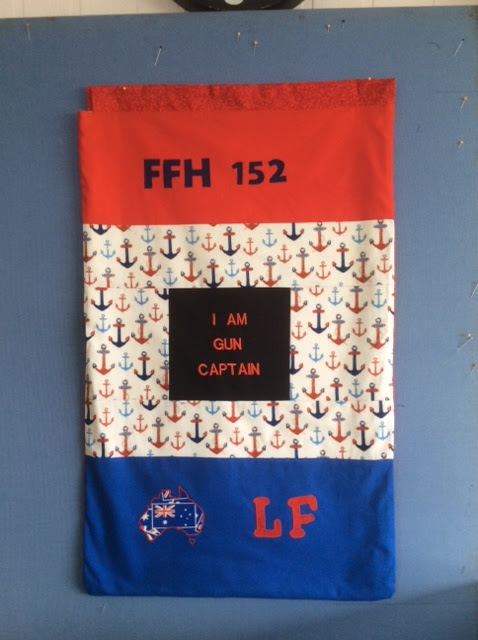 FFH 152
I AM
GUN
CAPTAIN
LF